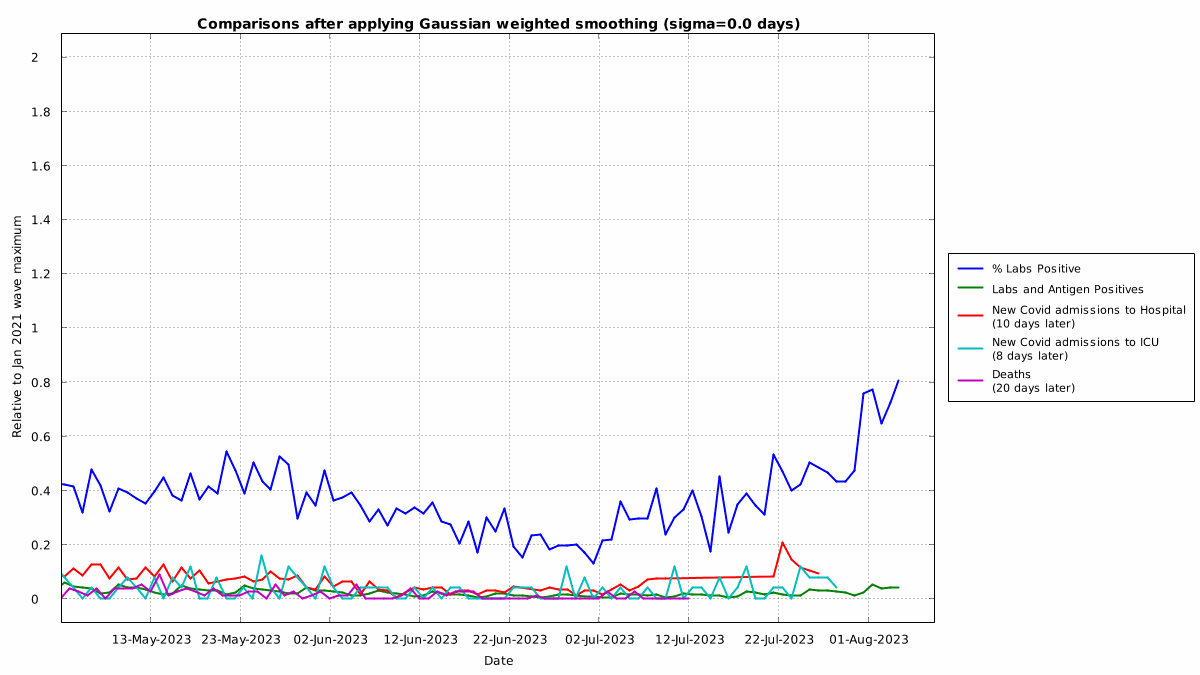 Comparisons after applying Gaussian weighted smoothing (sigma=0.0 days)
Relative to Jan 2021 wave maximum
2
1.8
1.6
1.4
1.2
1
0.8
0.6
0.4
0.2
0
13-May-2023 23-May-2023 02-Jun-2023 12-Jun-2023 22-Jun-2023 02-Jul-2023 12-Jul-2023 22-Jul-2023 01-Aug-2023
Date
% Labs Positive
Labs and Antigen Positives
New Covid admissions to Hospital
(10 days later)
New Covid admissions to ICU
(8 days later)
Deaths
(20 days later)